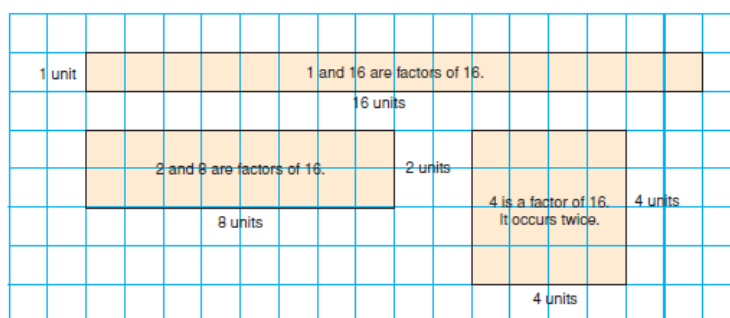 1 unit
1 and 16 are factors of 16.
16 units
2 and 8 are factors of 16.
2 units
8 units
4 is a factor of 16.
It occurs twice.
4 units
4 units